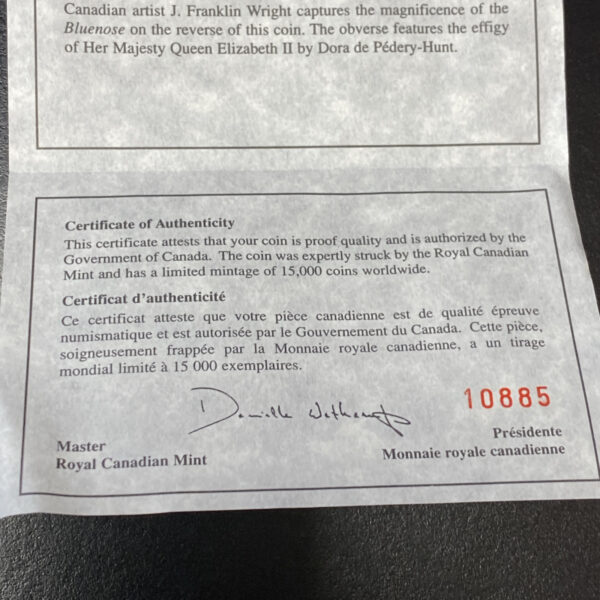 Canadian artist J. Franklin Wright captures the magnificence of the
Bluenose on the reverse of this coin. The obverse features the effigy
of Her Majesty Queen Elizabeth II by Dora de Pédery-Hunt.
Certificate of Authenticity
This certificate attests that your coin is proof quality and is authorized by the
Government of Canada. The coin was expertly struck by the Royal Canadian
Mint and has a limited mintage of 15,000 coins worldwide.
Certificat d'authenticité
Ce certificat atteste que votre pièce canadienne est de qualité épreuve
numismatique et est autorisée par le Gouvernement du Canada. Cette pièce,
soigneusement frappée par la Monnaie royale canadienne, a un tirage
mondial limité à 15 000 exemplaires.
10885
Danielle
Master
Royal Canadian Mint
Présidente
Monnaie royale canadienne